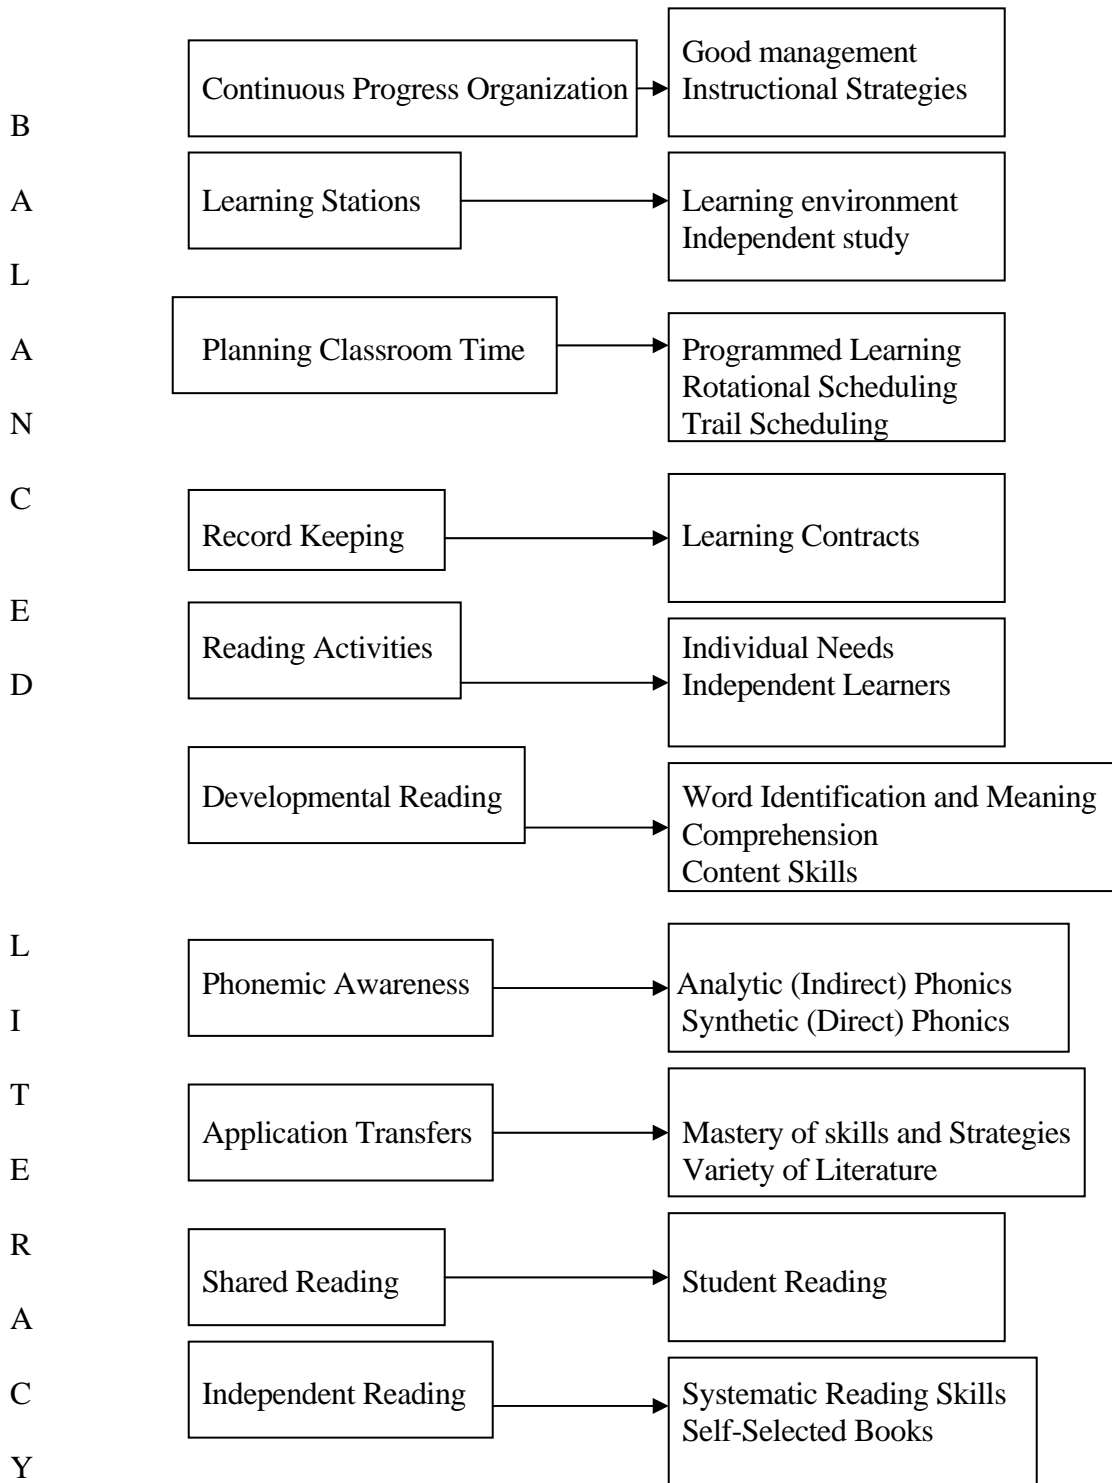 Good management
Continuous Progress Organization
Instructional Strategies
B
A
Learning Stations
Learning environment
Independent study
L
A
Planning Classroom Time
Programmed Learning
Rotational Scheduling
N
Trail Scheduling
C
Record Keeping
Learning Contracts
E
Reading Activities
Individual Needs
D
Independent Learners
Developmental Reading
Word Identification and Meaning
Comprehension
Content Skills
L
Phonemic Awareness
Analytic (Indirect) Phonics
I
Synthetic (Direct) Phonics
T
Application Transfers
Mastery of skills and Strategies
E
Variety of Literature
R
Shared Reading
Student Reading
A
C
Independent Reading
Systematic Reading Skills
Self-Selected Books
Y